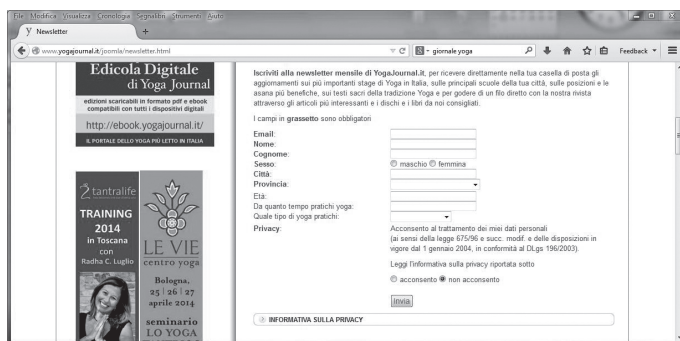 File Modifica Visualizza Cronologia Segnalibri Strumenti Aiuto
Newsletter
+
www.yogajournal.it/joomla/newsletter.html
giornale yoga
Feedback
Edicola Digitale
di Yoga Journal
edizioni scaricabili in formato pdf e ebook
compatibili con tutti i dispositivi digitali
http://ebook.yogajournal.it/
IL PORTALE DELLO YOGA PIÙ LETTO IN ITALIA
tantralife
TRAINING
2014
in Toscana
con
Radha C. Luglio
LE VIE
centro yoga
Bologna,
25 | 26 | 27
aprile 2014
seminario
LO YOGA
Iscriviti alla newsletter mensile di YogaJournal.it, per ricevere direttamente nella tua casella di posta gli
aggiornamenti sui più importanti stage di Yoga in Italia, sulle principali scuole della tua città, sulle posizioni e le
asana più benefiche, sui testi sacri della tradizione Yoga e per godere di un filo diretto con la nostra rivista
attraverso gli articoli più interessanti e i dischi e i libri da noi consigliati.
I campi in grassetto sono obbligatori
Email:
Nome:
Cognome:
Sesso: maschio femmina
Città:
Provincia:
Età:
Da quanto tempo pratichi yoga:
Quale tipo di yoga pratichi:
Privacy: Acconsento al trattamento dei miei dati personali
(ai sensi della legge 675/96 e succ. modif. e delle disposizioni in
vigore dal 1 gennaio 2004, in conformità al DLgs 196/2003).
Leggi l'informativa sulla privacy riportata sotto
acconsento non acconsento
invia
INFORMATIVA SULLA PRIVACY